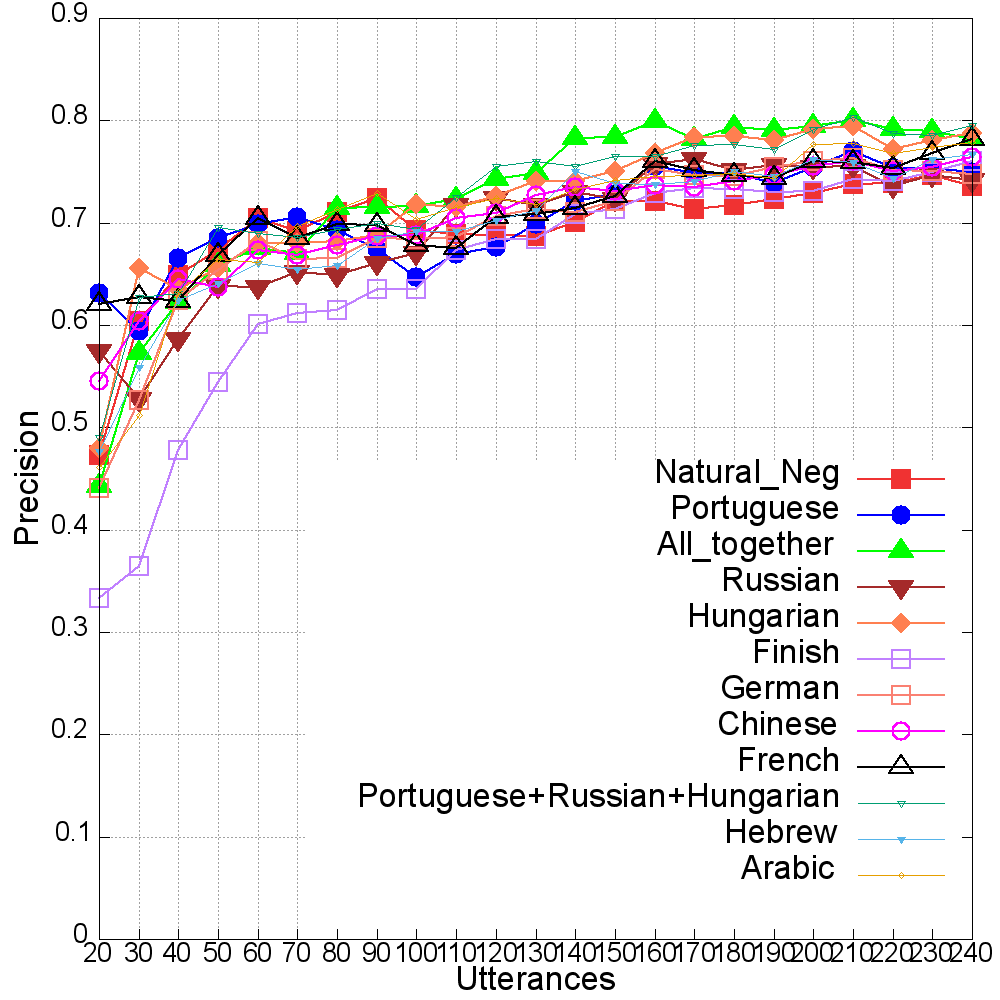 0.9
0.8
0.7
0.6
0.5
0.4
0.3
0.2
0.1
0
Precision
Natural_Neg
Portuguese
All_together
Russian
Hungarian
Finish
German
Chinese
French
Portuguese+Russian+Hungarian
Hebrew
Arabic
20 30 40 50 60 70 80 90 100 110 120 130 140 150 160 170 180 190 200 210 220 230 240
Utterances